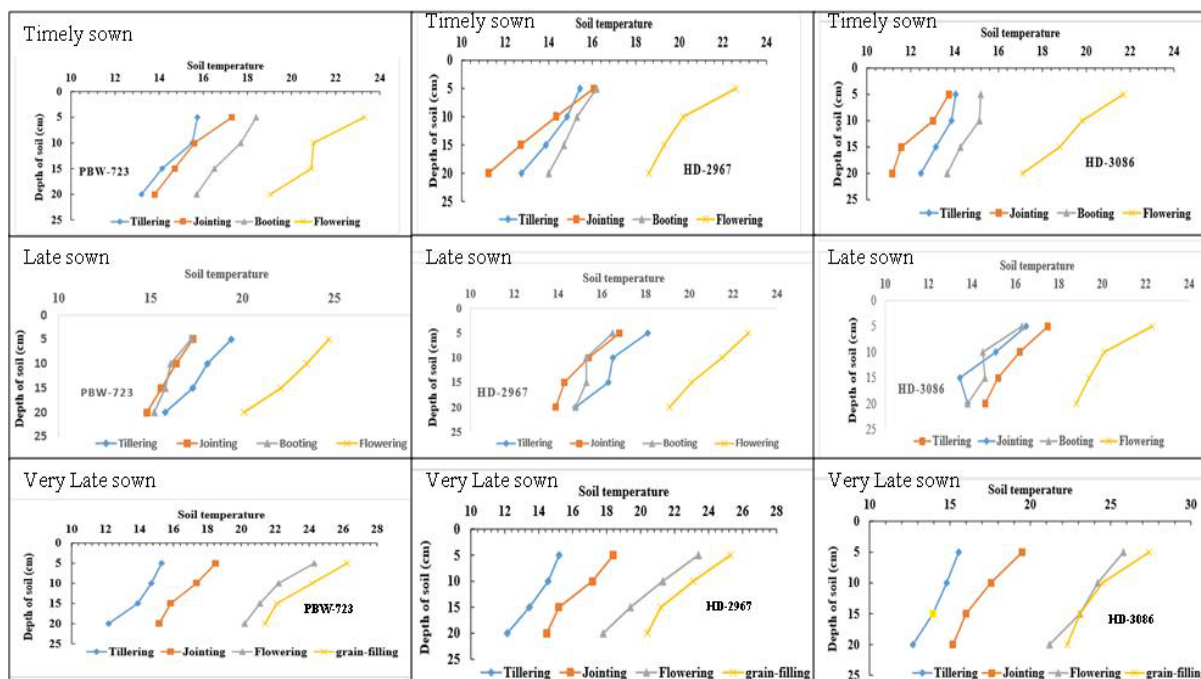 Timely sown
Soil temperature
10 12 14 16 18 20 22 24
0
5
10
15
20
25
Depth of soil (cm)
PBW-723
Tillering Jointing Booting Flowering
Timely sown
Soil temperature
10 12 14 16 18 20 22 24
0
5
10
15
20
25
Depth of soil (cm)
HD-2967
Tillering Jointing Booting Flowering
Timely sown
Soil temperature
10 12 14 16 18 20 22 24
0
5
10
15
20
25
Depth of soil (cm)
HD-3086
Tillering Jointing Booting Flowering
Late sown
Soil temperature
10 15 20 25
0
5
10
15
20
25
Depth of soil (cm)
PBW-723
Tillering Jointing Booting Flowering
Late sown
Soil temperature
10 12 14 16 18 20 22 24
0
5
10
15
20
25
Depth of soil (cm)
HD-2967
Tillering Jointing Booting Flowering
Late sown
Soil temperature
10 12 14 16 18 20 22 24
0
5
10
15
20
25
Depth of soil (cm)
HD-3086
Tillering Jointing Booting Flowering
Very Late sown
Soil temperature
10 12 14 16 18 20 22 24 26 28
0
5
10
15
20
25
Depth of soil (cm)
PBW-723
Tillering Jointing Flowering grain-filling
Very Late sown
Soil temperature
10 12 14 16 18 20 22 24 26 28
0
5
10
15
20
25
Depth of soil (cm)
HD-2967
Tillering Jointing Flowering grain-filling
Very Late sown
Soil temperature
10 15 20 25 30
0
5
10
15
20
25
Depth of soil (cm)
HD-3086
Tillering Jointing Flowering grain-filling